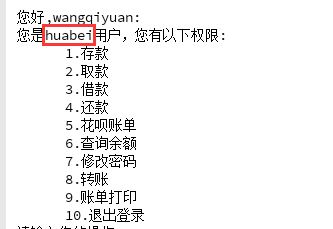 您好,wangqiyuan:
您是huabei用户，您有以下权限:
1.存款
2.取款
3.借款
4.还款
5.花呗账单
6.查询余额
7.修改密码
8.转账
9.账单打印
10.退出登录